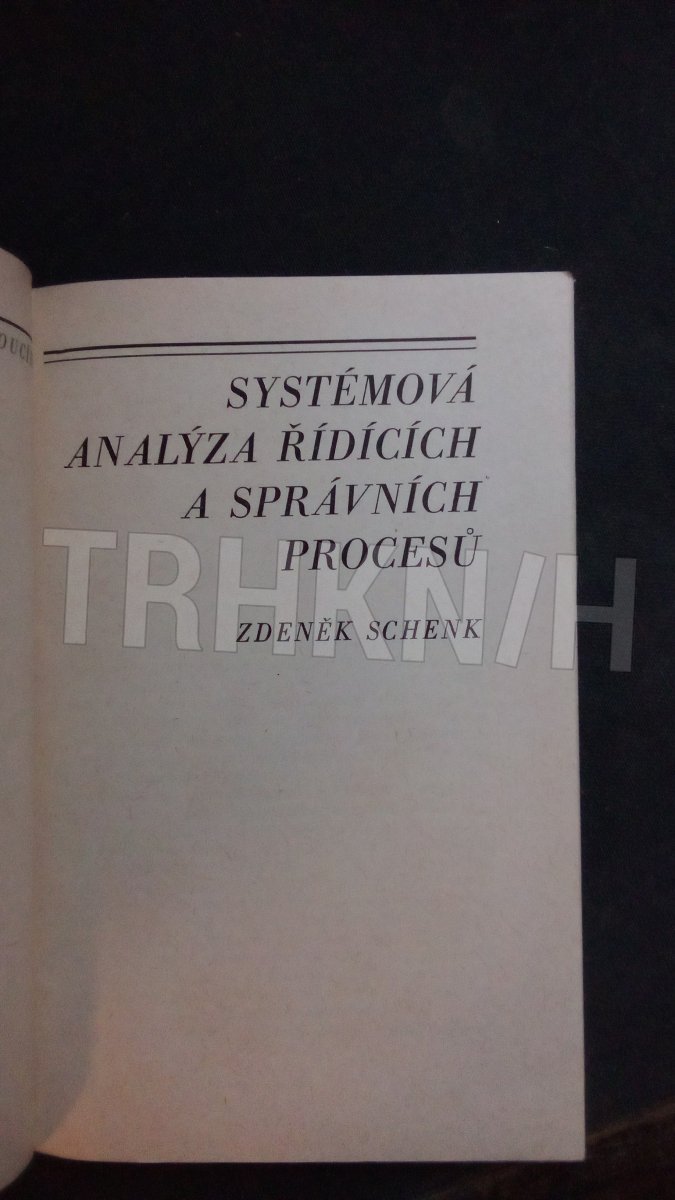 SYSTÉMOVÁ
ANALÝZA ŘÍDÍCÍCH
A SPRÁVNÍCH
PROCESŮ
ZDENĚK SCHENK
TRHKNIH